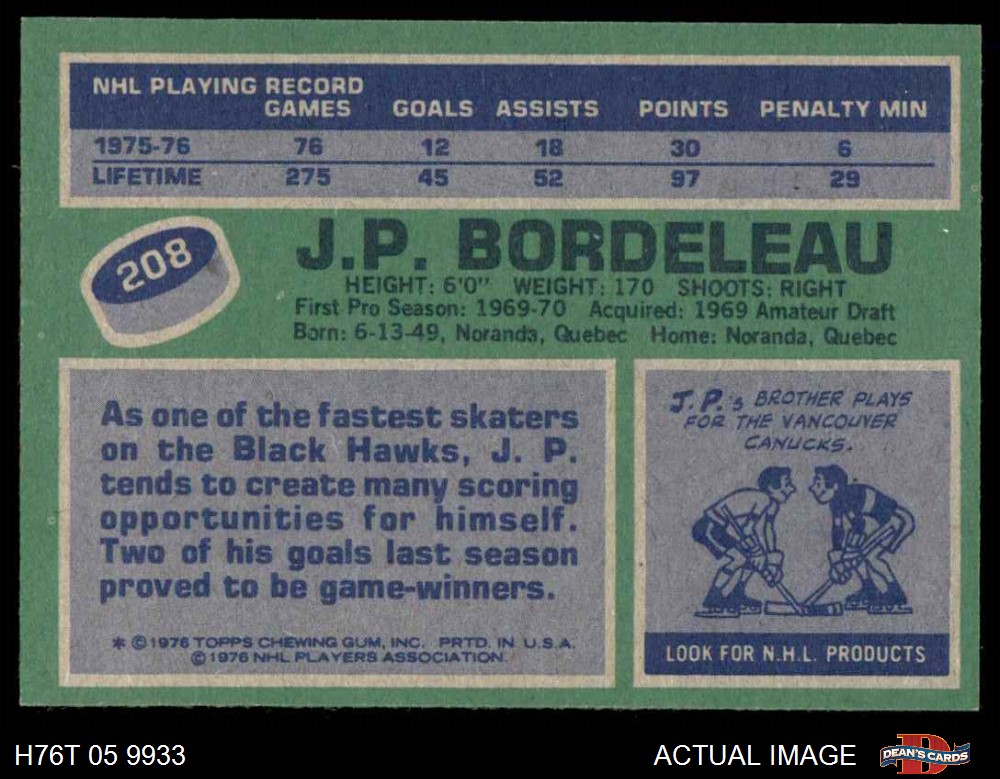 NHL PLAYING RECORD
GAMES GOALS ASSISTS POINTS PENALTY MIN
1975-76 76 12 18 30 6
LIFETIME 275 45 52 97 29
208
J.P. BORDELEAU
HEIGHT: 6'0" WEIGHT: 170 SHOOTS: RIGHT
First Pro Season: 1969-70 Acquired: 1969 Amateur Draft
Born: 6-13-49, Noranda, Quebec Home: Noranda, Quebec
As one of the fastest skaters
on the Black Hawks, J. P.
tends to create many scoring
opportunities for himself.
Two of his goals last season
proved to be game-winners.
* ©1976 TOPPS CHEWING GUM, INC. PRTD. IN U.S.A.
©1976 NHL PLAYERS ASSOCIATION
J.P.'s BROTHER PLAYS
FOR THE VANCOUVER
CANUCKS.
LOOK FOR N.H.L. PRODUCTS
H76T 05 9933
ACTUAL IMAGE
D
DEAN'S CARDS